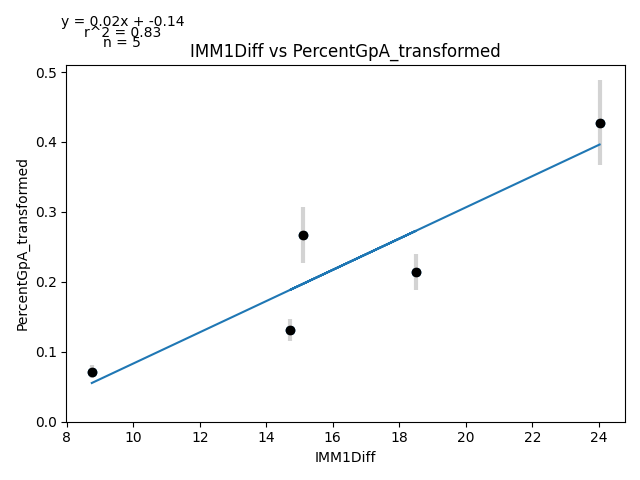 y = 0.02x + -0.14
r^2 = 0.83
n = 5
IMM1Diff vs PercentGpA_transformed
PercentGpA_transformed
0.5
0.4
0.3
0.2
0.1
0.0
8 10 12 14 16 18 20 22 24
IMM1Diff